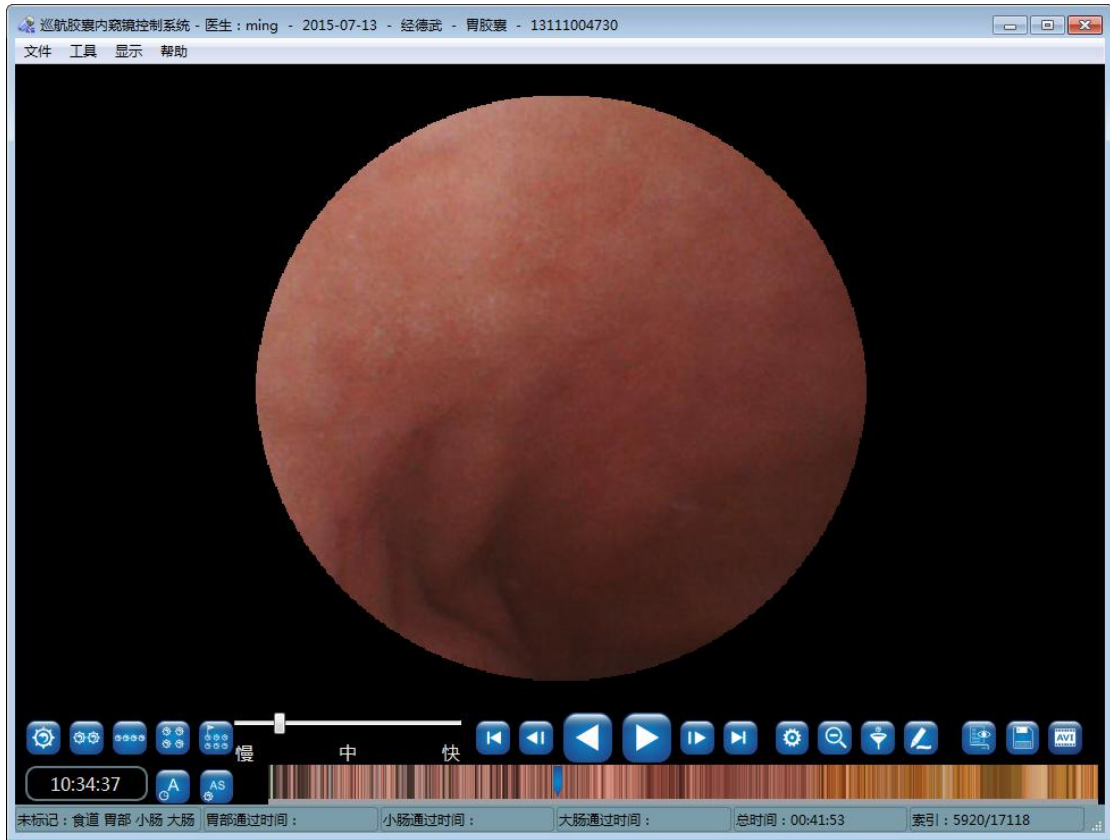 巡航胶囊内窥镜控制系统 - 医生：ming - 2015-07-13 - 经德武 - 胃胶囊 - 13111004730
文件 工具 显示 帮助
慢 中 快
AVI
10:34:37 A AS
未标记：食道 胃部 小肠 大肠 胃部通过时间： 小肠通过时间： 大肠通过时间： 总时间：00:41:53 索引：5920/17118